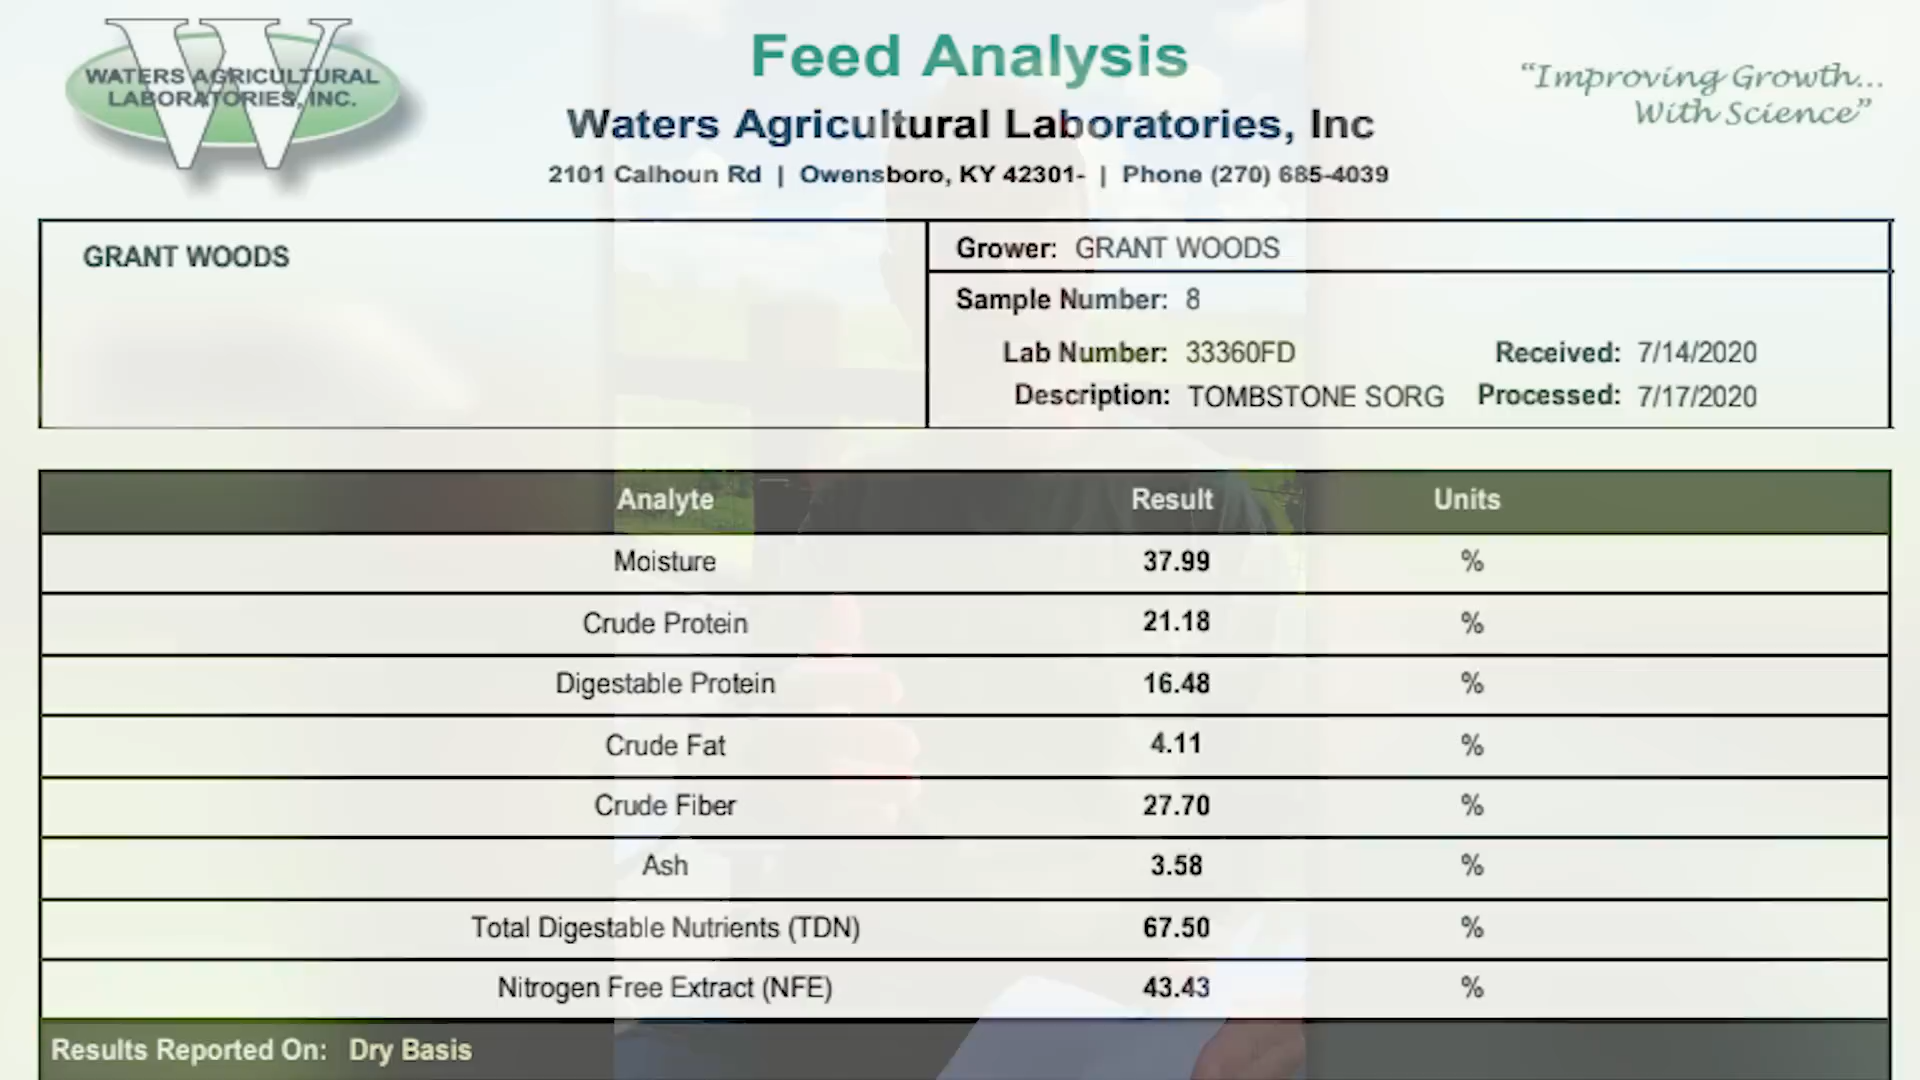 W
WATERS AGRICULTURAL
LABORATORIES, INC.
Feed Analysis
Waters Agricultural Laboratories, Inc
2101 Calhoun Rd | Owensboro, KY 42301- | Phone (270) 685-4039
“Improving Growth...
With Science”
GRANT WOODS
Grower: GRANT WOODS
Sample Number: 8
Lab Number: 33360FD Received: 7/14/2020
Description: TOMBSTONE SORG Processed: 7/17/2020
Analyte Result Units
Moisture 37.99 %
Crude Protein 21.18 %
Digestable Protein 16.48 %
Crude Fat 4.11 %
Crude Fiber 27.70 %
Ash 3.58 %
Total Digestable Nutrients (TDN) 67.50 %
Nitrogen Free Extract (NFE) 43.43 %
Results Reported On: Dry Basis